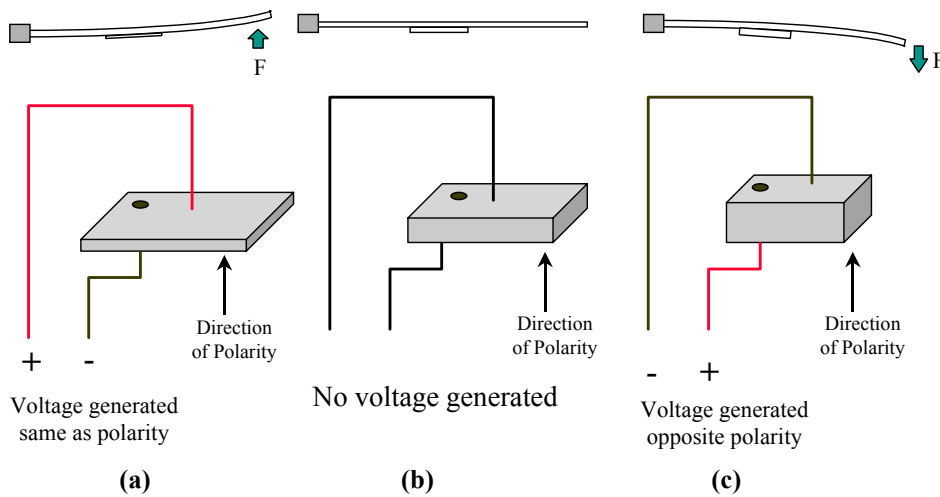 F
F
Direction
of Polarity
+ -
Voltage generated
same as polarity
(a)
Direction
of Polarity
No voltage generated
(b)
Direction
of Polarity
- +
Voltage generated
opposite polarity
(c)